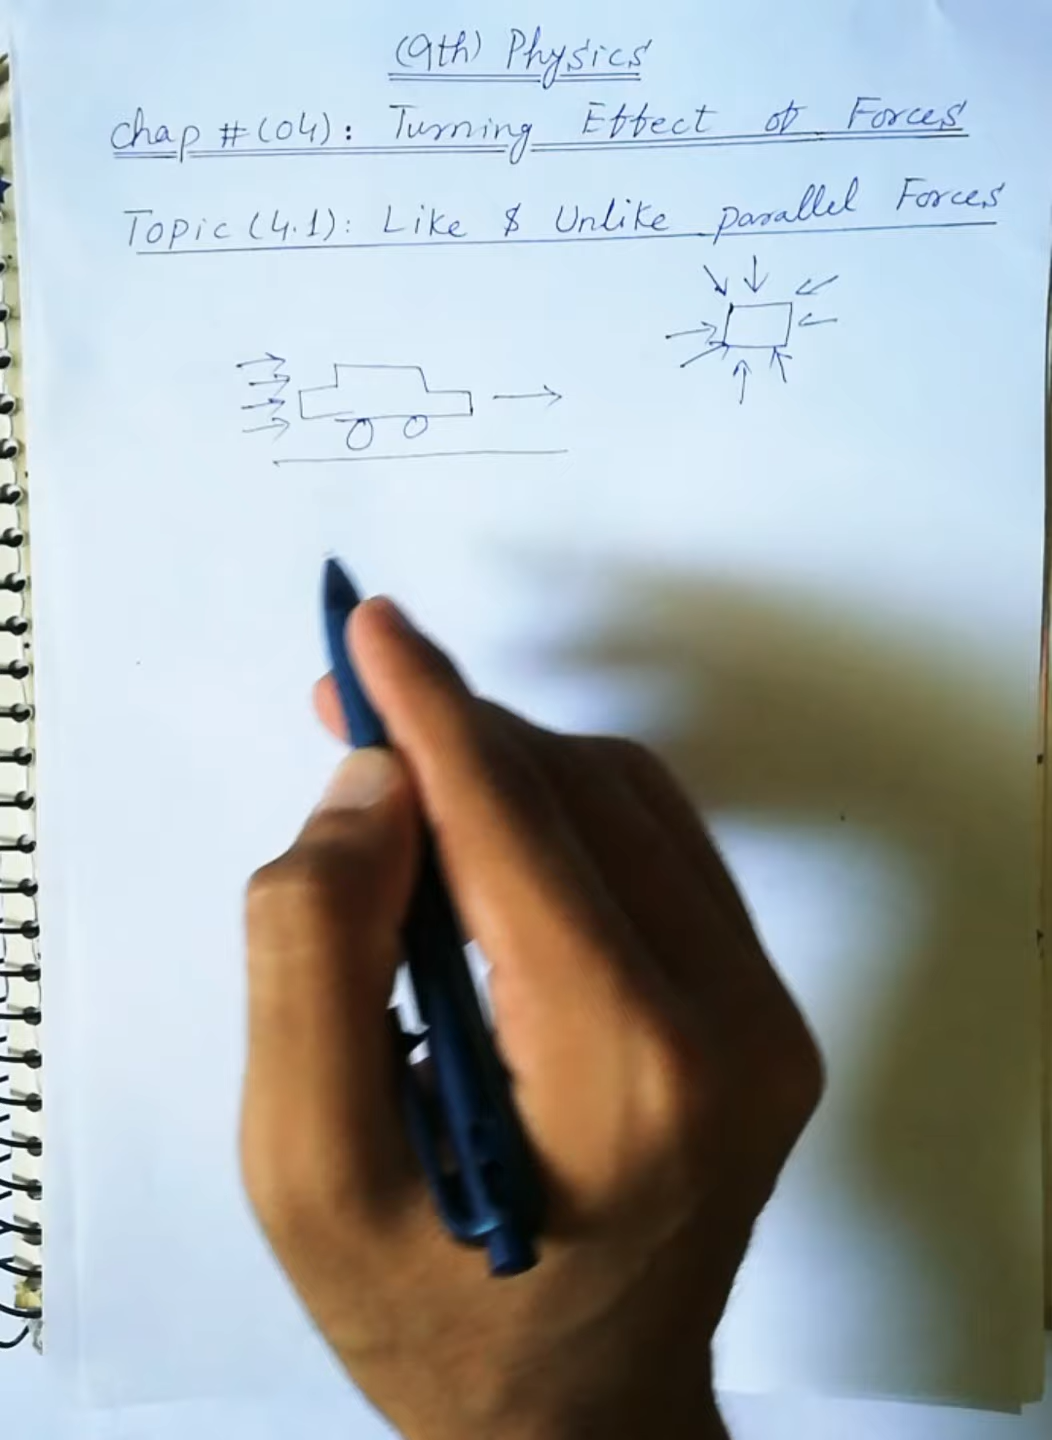 (9th) Physics
Chap # (04): Turning Effect of Forces
Topic (4.1): Like & Unlike parallel Forces